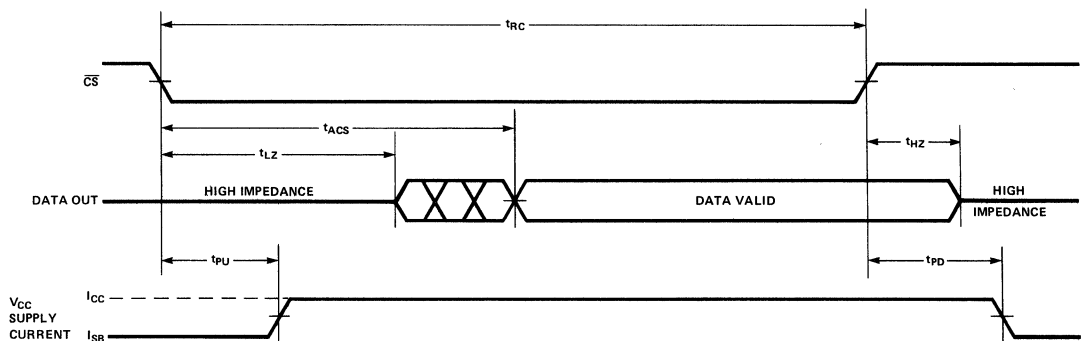 tRC
CS
tACS
tLZ
tHZ
DATA OUT
HIGH IMPEDANCE
DATA VALID
HIGH
IMPEDANCE
tPU
tPD
VCC
SUPPLY
CURRENT
ICC
ISB